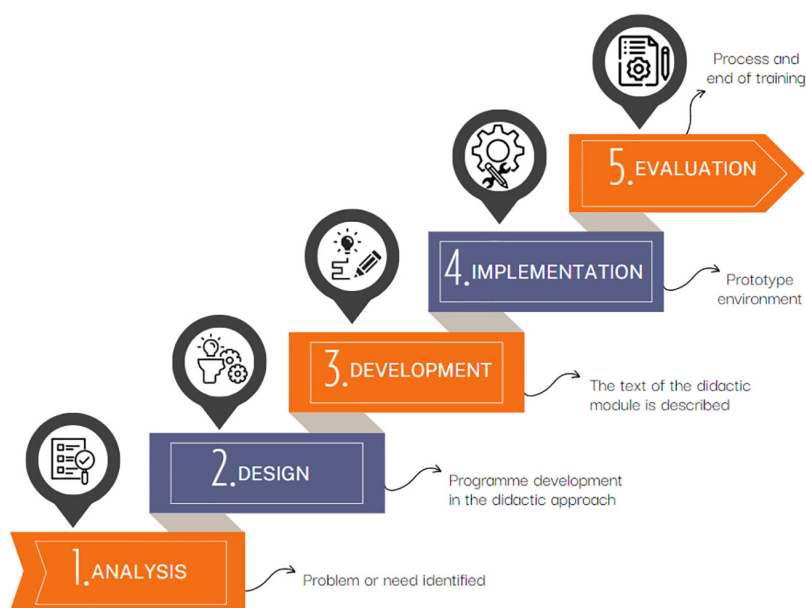 Process and
end of training
5. EVALUATION
4. IMPLEMENTATION
Prototype
environment
3. DEVELOPMENT
The text of the didactic
module is described
2. DESIGN
Programme development
in the didactic approach
1. ANALYSIS
Problem or need identified